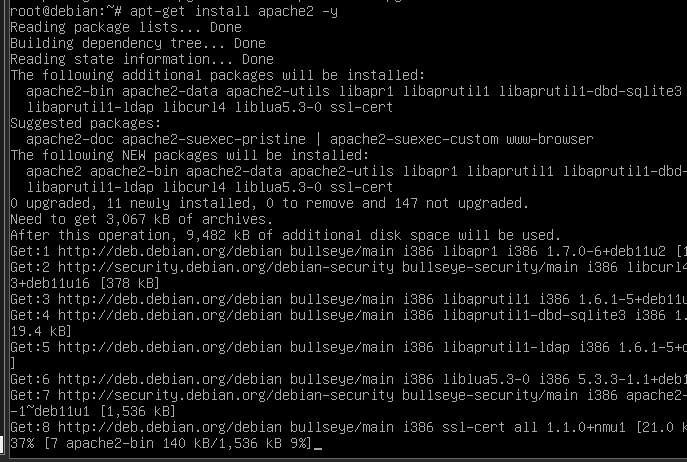 root@debian:~# apt-get install apache2 -y
Reading package lists... Done
Building dependency tree... Done
Reading state information... Done
The following additional packages will be installed:
  apache2-bin apache2-data apache2-utils libapr1 libaprutil1 libaprutil1-dbd-sqlite3
  libaprutil1-ldap libcurl4 liblua5.3-0 ssl-cert
Suggested packages:
  apache2-doc apache2-suexec-pristine | apache2-suexec-custom www-browser
The following NEW packages will be installed:
  apache2 apache2-bin apache2-data apache2-utils libapr1 libaprutil1 libaprutil1-dbd-
  libaprutil1-ldap libcurl4 liblua5.3-0 ssl-cert
0 upgraded, 11 newly installed, 0 to remove and 147 not upgraded.
Need to get 3,067 kB of archives.
After this operation, 9,482 kB of additional disk space will be used.
Get:1 http://deb.debian.org/debian bullseye/main i386 libapr1 i386 1.7.0-6+deb11u2 [1
Get:2 http://security.debian.org/debian-security bullseye-security/main i386 libcurl4
3+deb11u16 [378 kB]
Get:3 http://deb.debian.org/debian bullseye/main i386 libaprutil1 i386 1.6.1-5+deb11u
Get:4 http://deb.debian.org/debian bullseye/main i386 libaprutil1-dbd-sqlite3 i386 1.
19.4 kB]
Get:5 http://deb.debian.org/debian bullseye/main i386 libaprutil1-ldap i386 1.6.1-5+d
]
Get:6 http://deb.debian.org/debian bullseye/main i386 liblua5.3-0 i386 5.3.3-1.1+deb1
Get:7 http://security.debian.org/debian-security bullseye-security/main i386 apache2-
-1~deb11u1 [1,536 kB]
Get:8 http://deb.debian.org/debian bullseye/main i386 ssl-cert all 1.1.0+nmu1 [21.0 k
37% [7 apache2-bin 140 kB/1,536 kB 9%]_